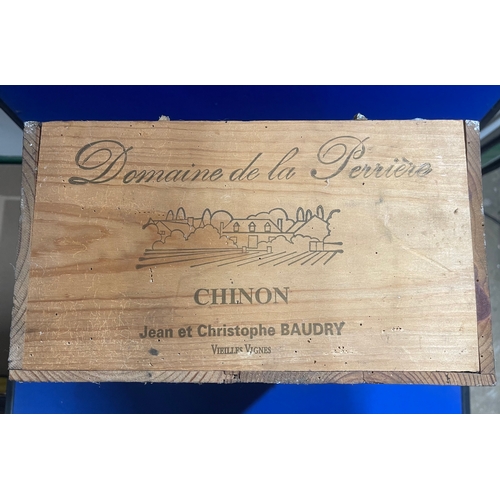 Domaine de la Perrière
CHINON
Jean et Christophe BAUDRY
VIEILLES VIGNES